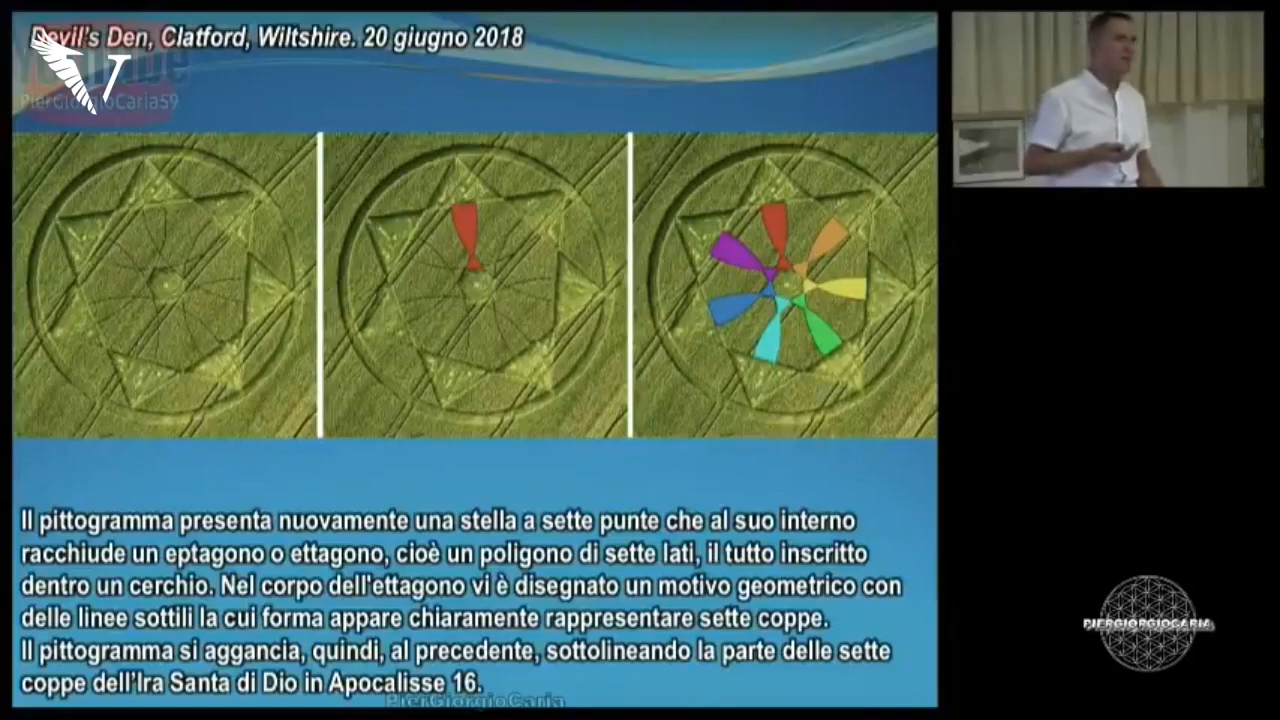 Devil's Den, Clatford, Wiltshire. 20 giugno 2018
V
YouTube
PierGiorgioCaria59
Il pittogramma presenta nuovamente una stella a sette punte che al suo interno
racchiude un eptagono o ettagono, cioè un poligono di sette lati, il tutto inscritto
dentro un cerchio. Nel corpo dell'ettagono vi è disegnato un motivo geometrico con
delle linee sottili la cui forma appare chiaramente rappresentare sette coppe.
Il pittogramma si aggancia, quindi, al precedente, sottolineando la parte delle sette
coppe dell'Ira Santa di Dio in Apocalisse 16.
PierGiorgioCaria
PIERGIORGIOCARIA